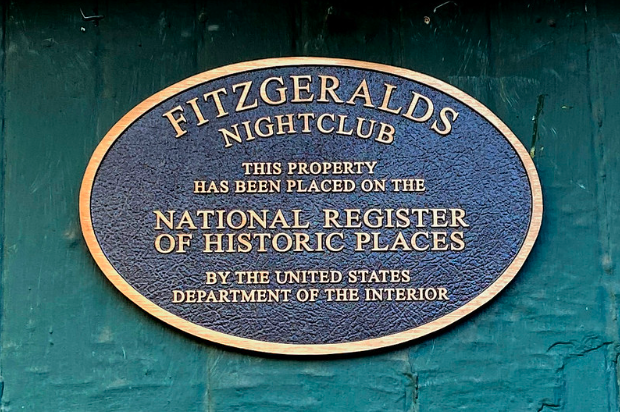 FITZGERALDS
NIGHTCLUB
THIS PROPERTY
HAS BEEN PLACED ON THE
NATIONAL REGISTER
OF HISTORIC PLACES
BY THE UNITED STATES
DEPARTMENT OF THE INTERIOR